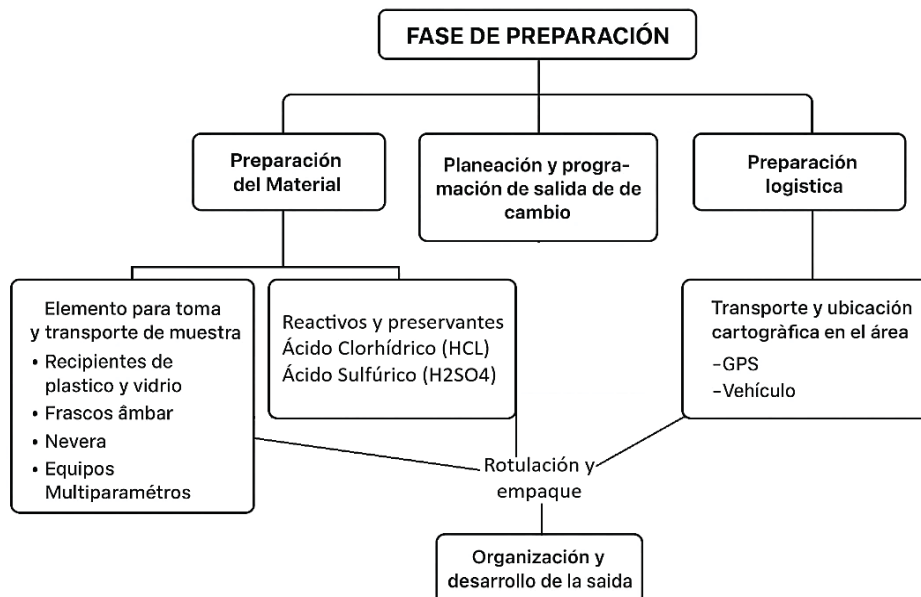 FASE DE PREPARACIÓN
Preparación
del Material
Planeación y progra-
mación de salida de de
cambio
Preparación
logistica
Elemento para toma
y transporte de muestra
• Recipientes de
plastico y vidrio
• Frascos âmbar
• Nevera
• Equipos
Multiparamétros
Reactivos y preservantes
Ácido Clorhídrico (HCL)
Ácido Sulfúrico (H2SO4)
Transporte y ubicación
cartogràfica en el área
-GPS
-Vehículo
Rotulación y
empaque
Organización y
desarrollo de la saida